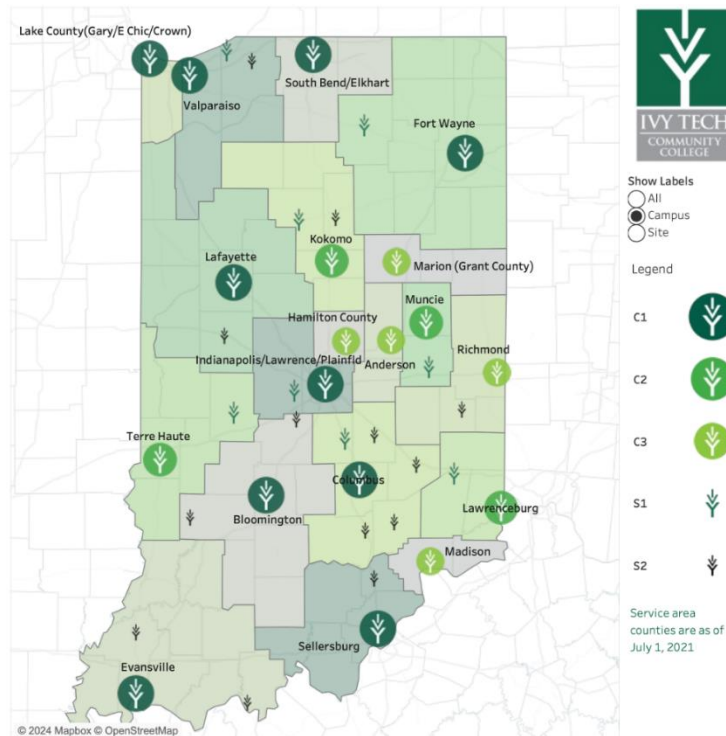 Lake County(Gary/E Chic/Crown)
Valparaiso
South Bend/Elkhart
Fort Wayne
Kokomo
Lafayette
Marion (Grant County)
Muncie
Hamilton County
Anderson
Richmond
Indianapolis/Lawrence/Plainfld
Terre Haute
Columbus
Bloomington
Lawrenceburg
Madison
Sellersburg
Evansville
© 2024 Mapbox © OpenStreetMap
IVY TECH
COMMUNITY
COLLEGE
Show Labels
All
Campus
Site
Legend
C1
C2
C3
S1
S2
Service area
counties are as of
July 1, 2021